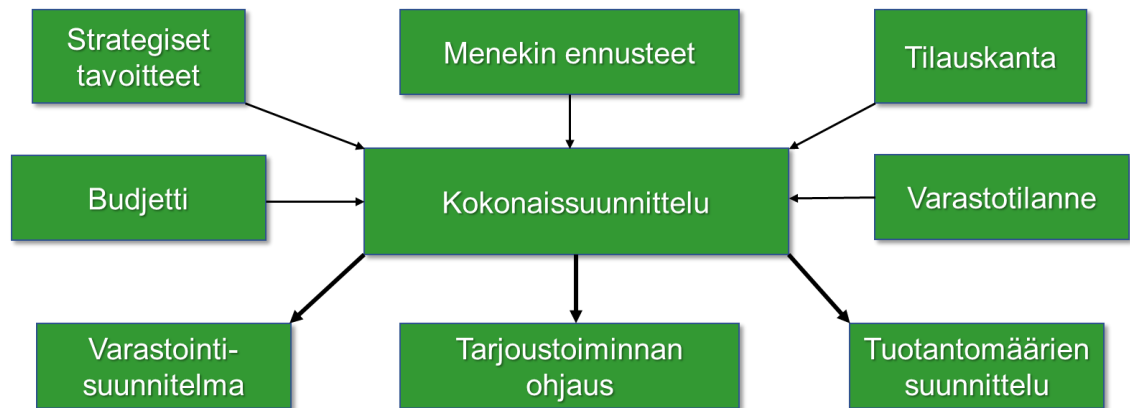 Strategiset
tavoitteet
Menekin ennusteet
Tilauskanta
Budjetti
Kokonaissuunnittelu
Varastotilanne
Varastointi-
suunnitelma
Tarjoustoiminnan
ohjaus
Tuotantomäärien
suunnittelu